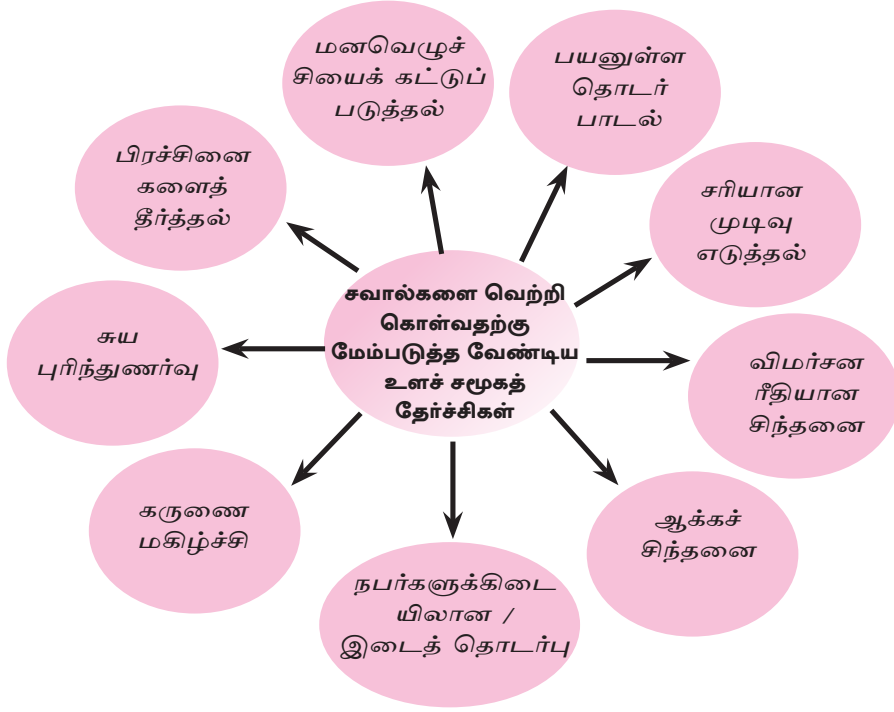 மனவெழுச்
சியைக் கட்டுப்
படுத்தல்
பயனுள்ள
தொடர்
பாடல்
பிரச்சினை
களைத்
தீர்த்தல்
சரியான
முடிவு
எடுத்தல்
சவால்களை வெற்றி
கொள்வதற்கு
மேம்படுத்த வேண்டிய
உளச் சமூகத்
தேர்ச்சிகள்
சுய
புரிந்துணர்வு
விமர்சன
ரீதியான
சிந்தனை
கருணை
மகிழ்ச்சி
ஆக்கச்
சிந்தனை
நபர்களுக்கிடை
யிலான /
இடைத் தொடர்பு